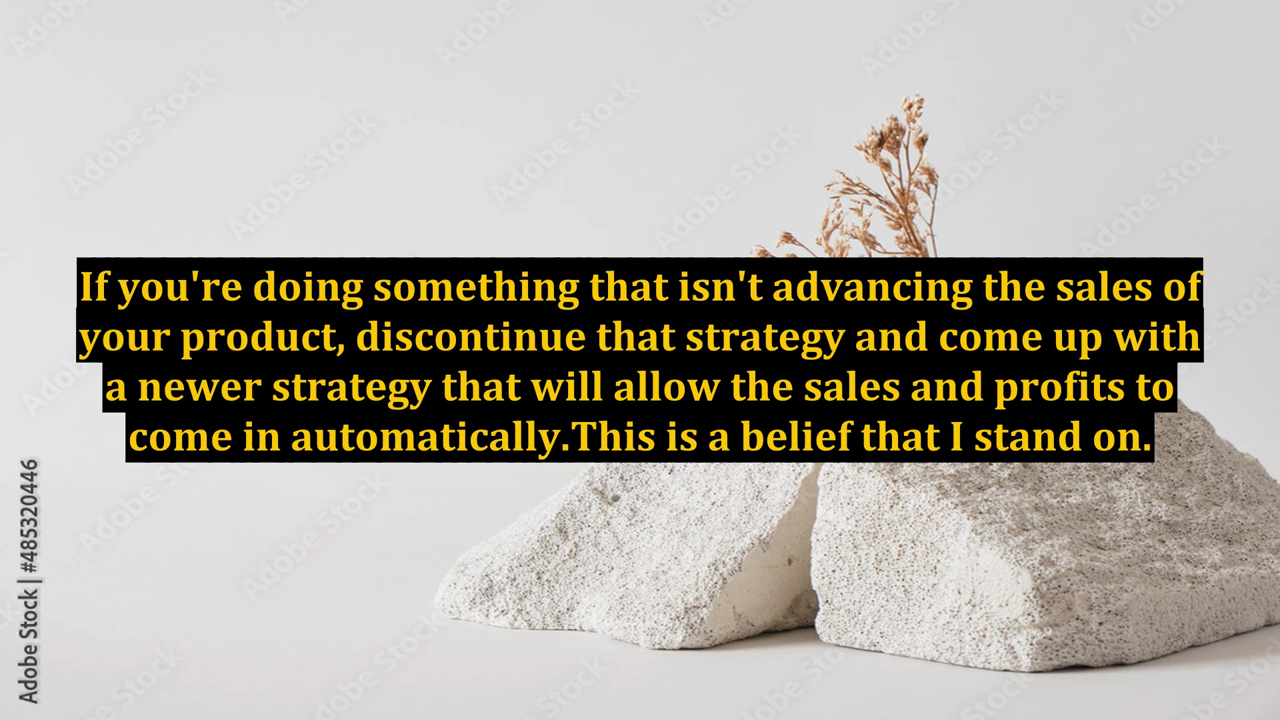 If you're doing something that isn't advancing the sales of
your product, discontinue that strategy and come up with
a newer strategy that will allow the sales and profits to
come in automatically.This is a belief that I stand on.
Adobe Stock | #485320446
Adobe Stock